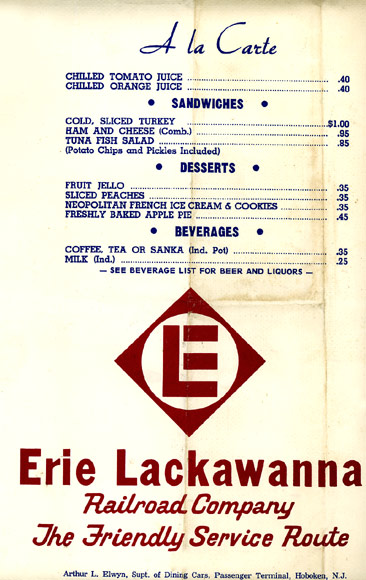 A la Carte
CHILLED TOMATO JUICE .40
CHILLED ORANGE JUICE .40
• SANDWICHES •
COLD, SLICED TURKEY $1.00
HAM AND CHEESE (Comb.) .95
TUNA FISH SALAD .85
(Potato Chips and Pickles Included)
• DESSERTS •
FRUIT JELLO .35
SLICED PEACHES .35
NEOPOLITAN FRENCH ICE CREAM & COOKIES .35
FRESHLY BAKED APPLE PIE .45
• BEVERAGES •
COFFEE, TEA OR SANKA (Ind. Pot) .35
MILK (Ind.) .25
— SEE BEVERAGE LIST FOR BEER AND LIQUORS —
E L
Erie Lackawanna
Railroad Company
The Friendly Service Route
Arthur L. Elwyn, Supt. of Dining Cars, Passenger Terminal, Hoboken, N.J.